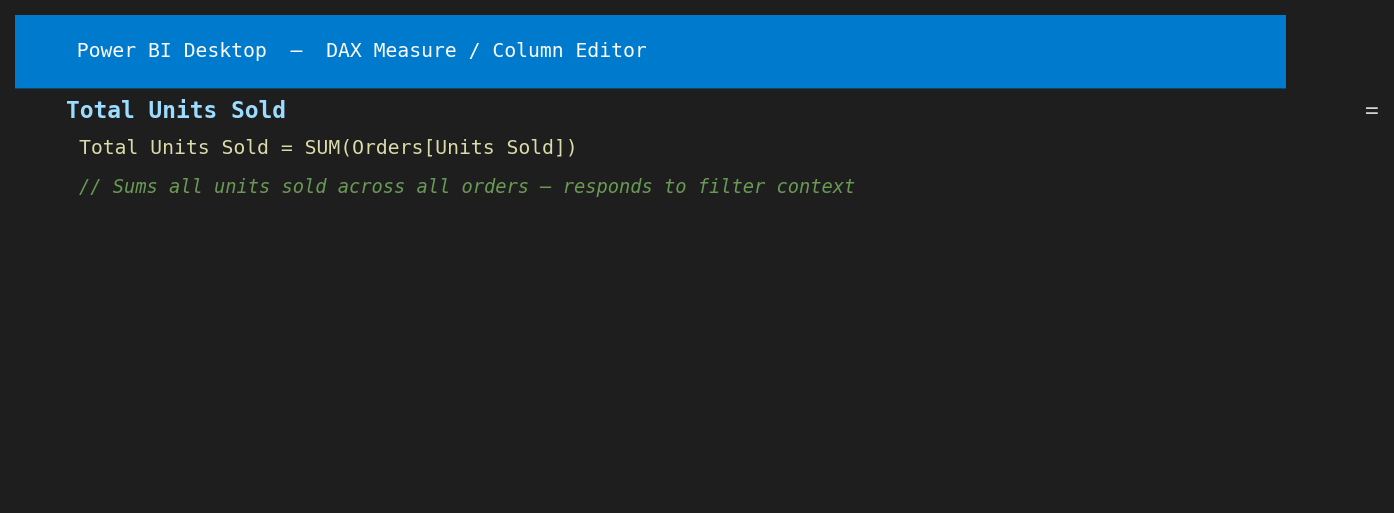 Power BI Desktop  —  DAX Measure / Column Editor
Total Units Sold =
Total Units Sold = SUM(Orders[Units Sold])
// Sums all units sold across all orders — responds to filter context